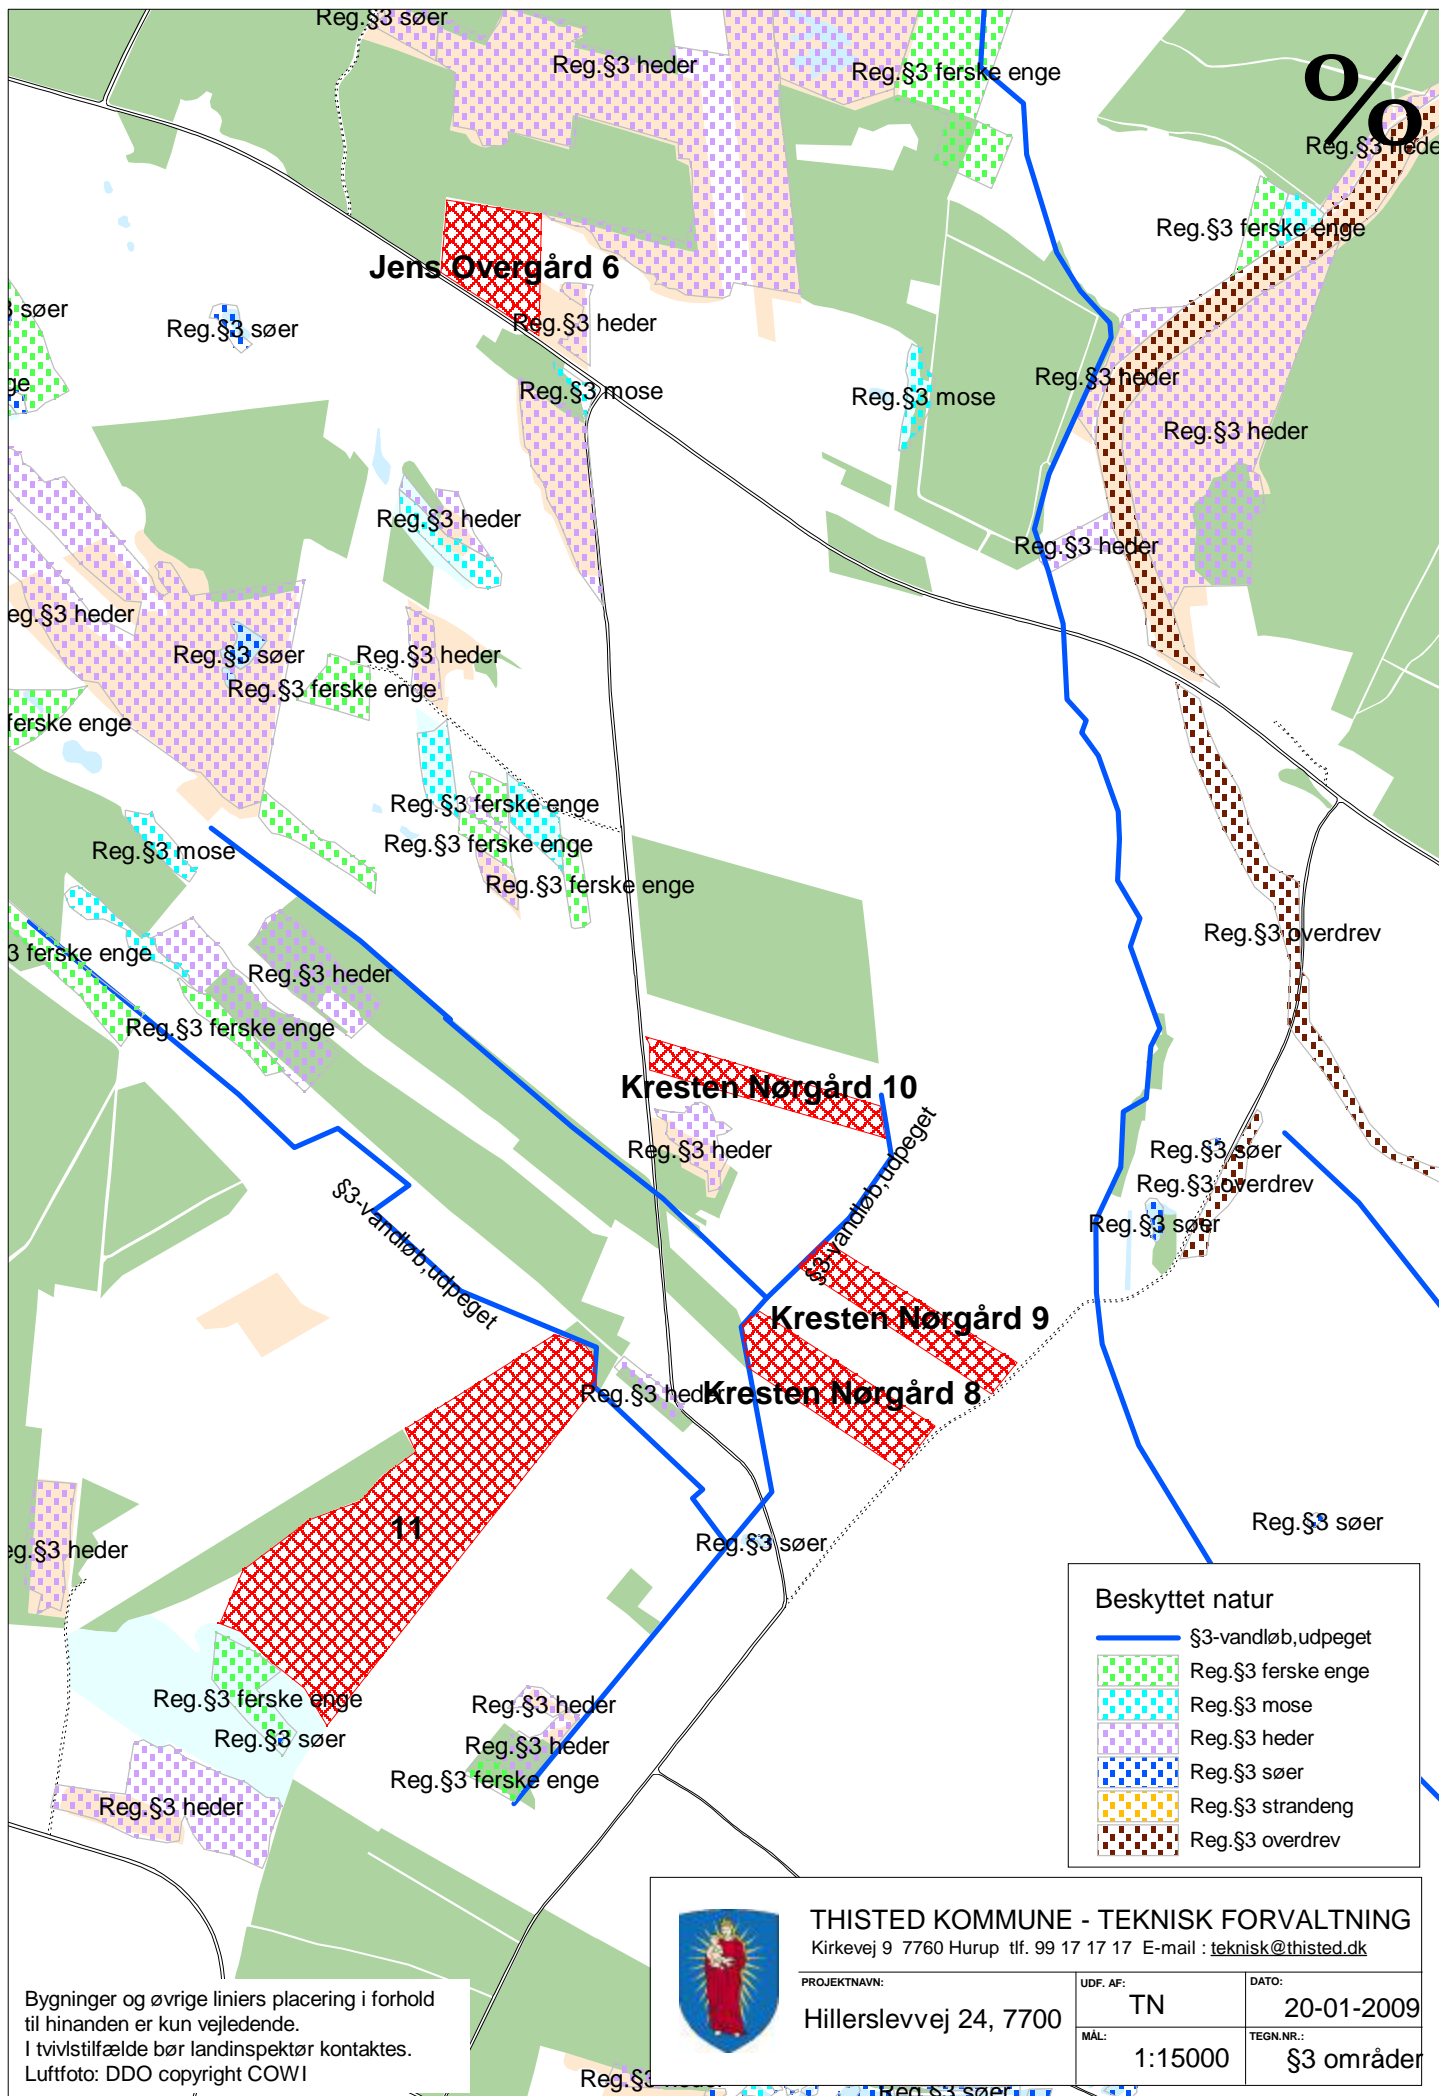 Reg.§3 søer
Reg.§3 heder
Reg.§3 ferske enge
%
Reg.§3 hede
Reg.§3 ferske enge
Jens Overgård 6
søer
Reg.§3 søer
Reg.§3 heder
ge
Reg.§3 mose
Reg.§3 mose
Reg.§3 heder
Reg.§3 heder
Reg.§3 heder
Reg.§3 heder
eg.§3 heder
Reg.§3 søer
Reg.§3 heder
Reg.§3 ferske enge
ferske enge
Reg.§3 ferske enge
Reg.§3 mose
Reg.§3 ferske enge
Reg.§3 ferske enge
Reg.§3 overdrev
3 ferske enge
Reg.§3 heder
Reg.§3 ferske enge
Kresten Nørgård 10
Reg.§3 heder
§3-vandløb,udpeget
Reg.§3 søer
Reg.§3 overdrev
Reg.§3 søer
§3-vandløb,udpeget
Kresten Nørgård 9
Reg.§3 heder
Kresten Nørgård 8
11
Reg.§3 søer
Reg.§3 søer
eg.§3 heder
Beskyttet natur
§3-vandløb,udpeget
Reg.§3 ferske enge
Reg.§3 mose
Reg.§3 heder
Reg.§3 søer
Reg.§3 strandeng
Reg.§3 overdrev
Reg.§3 ferske enge
Reg.§3 søer
Reg.§3 heder
Reg.§3 heder
Reg.§3 ferske enge
Reg.§3 heder
THISTED KOMMUNE - TEKNISK FORVALTNING
Kirkevej 9 7760 Hurup tlf. 99 17 17 17 E-mail : teknisk@thisted.dk
PROJEKTNAVN:
Hillerslevvej 24, 7700
UDF. AF:
TN
DATO:
20-01-2009
MÅL:
1:15000
TEGN.NR.:
§3 områder
Bygninger og øvrige liniers placering i forhold
til hinanden er kun vejledende.
I tvivlstilfælde bør landinspektør kontaktes.
Luftfoto: DDO copyright COWI
Reg.§3 heder
Reg.§3 søer